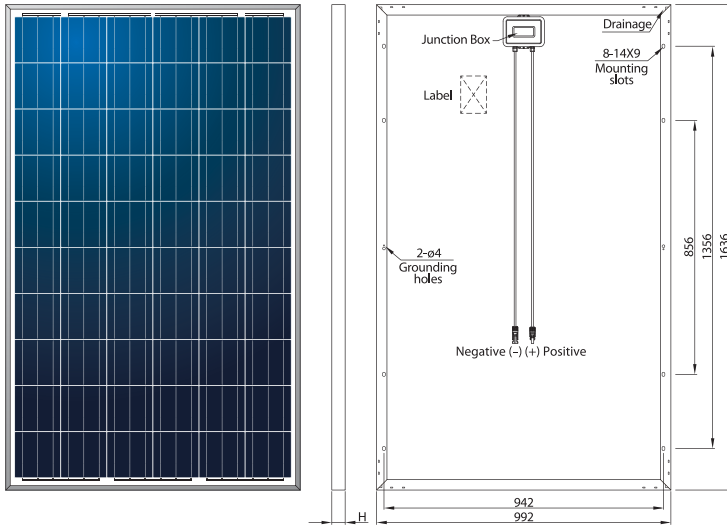 Junction Box
Drainage
8-14X9
Mounting
slots
Label
2-ø4
Grounding
holes
856
1356
1636
Negative (-) (+) Positive
942
992
H